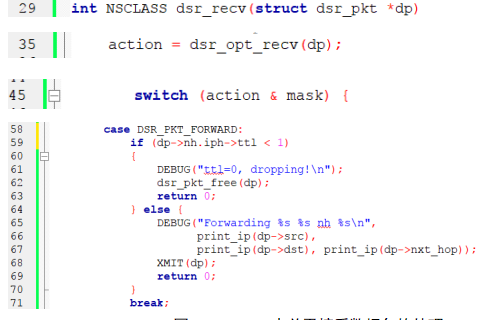 29 int NSCLASS dsr_recv(struct dsr_pkt *dp)
35 action = dsr_opt_recv(dp);
45 switch (action & mask) {
58 case DSR_PKT_FORWARD:
59 if (dp->nh.iph->ttl < 1)
60 {
61 DEBUG("ttl=0, dropping!\n");
62 dsr_pkt_free(dp);
63 return 0;
64 } else {
65 DEBUG("Forwarding %s %s nh %s\n",
66 print_ip(dp->src),
67 print_ip(dp->dst), print_ip(dp->nxt_hop));
68 XMIT(dp);
69 return 0;
70 }
71 break;